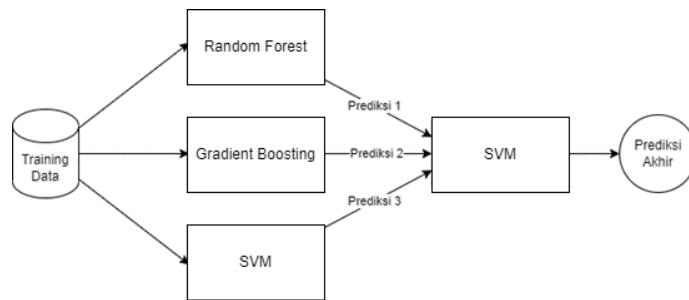 Random Forest
Prediksi 1
Training
Data
Gradient Boosting
Prediksi 2
SVM
Prediksi
Akhir
Prediksi 3
SVM